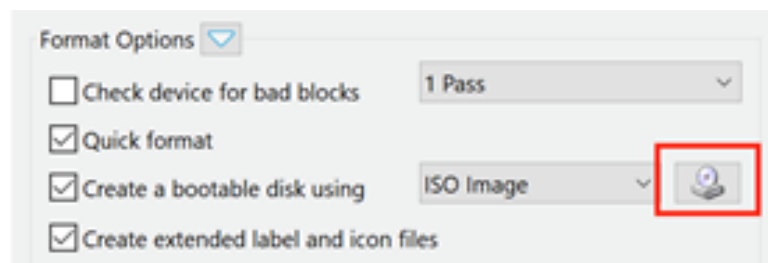 Format Options
Check device for bad blocks 1 Pass
Quick format
Create a bootable disk using ISO Image
Create extended label and icon files